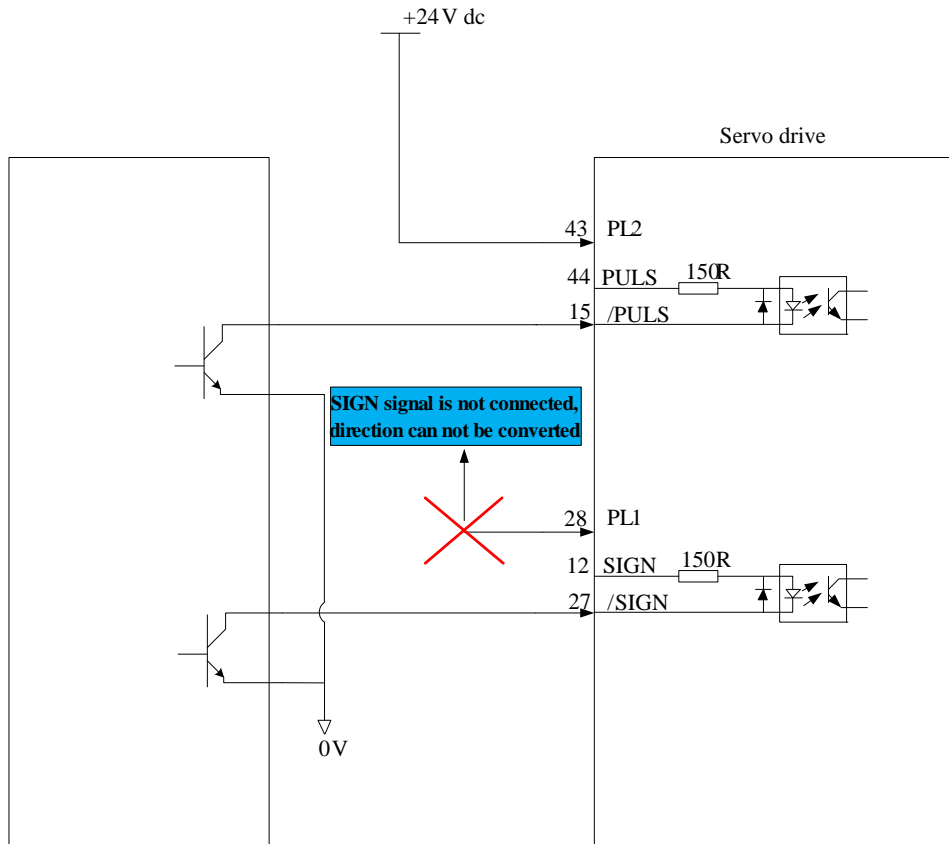 +24V dc
Servo drive
43 PL2
44 PULS 150R
15 /PULS
SIGN signal is not connected,
direction can not be converted
28 PL1
12 SIGN 150R
27 /SIGN
0V